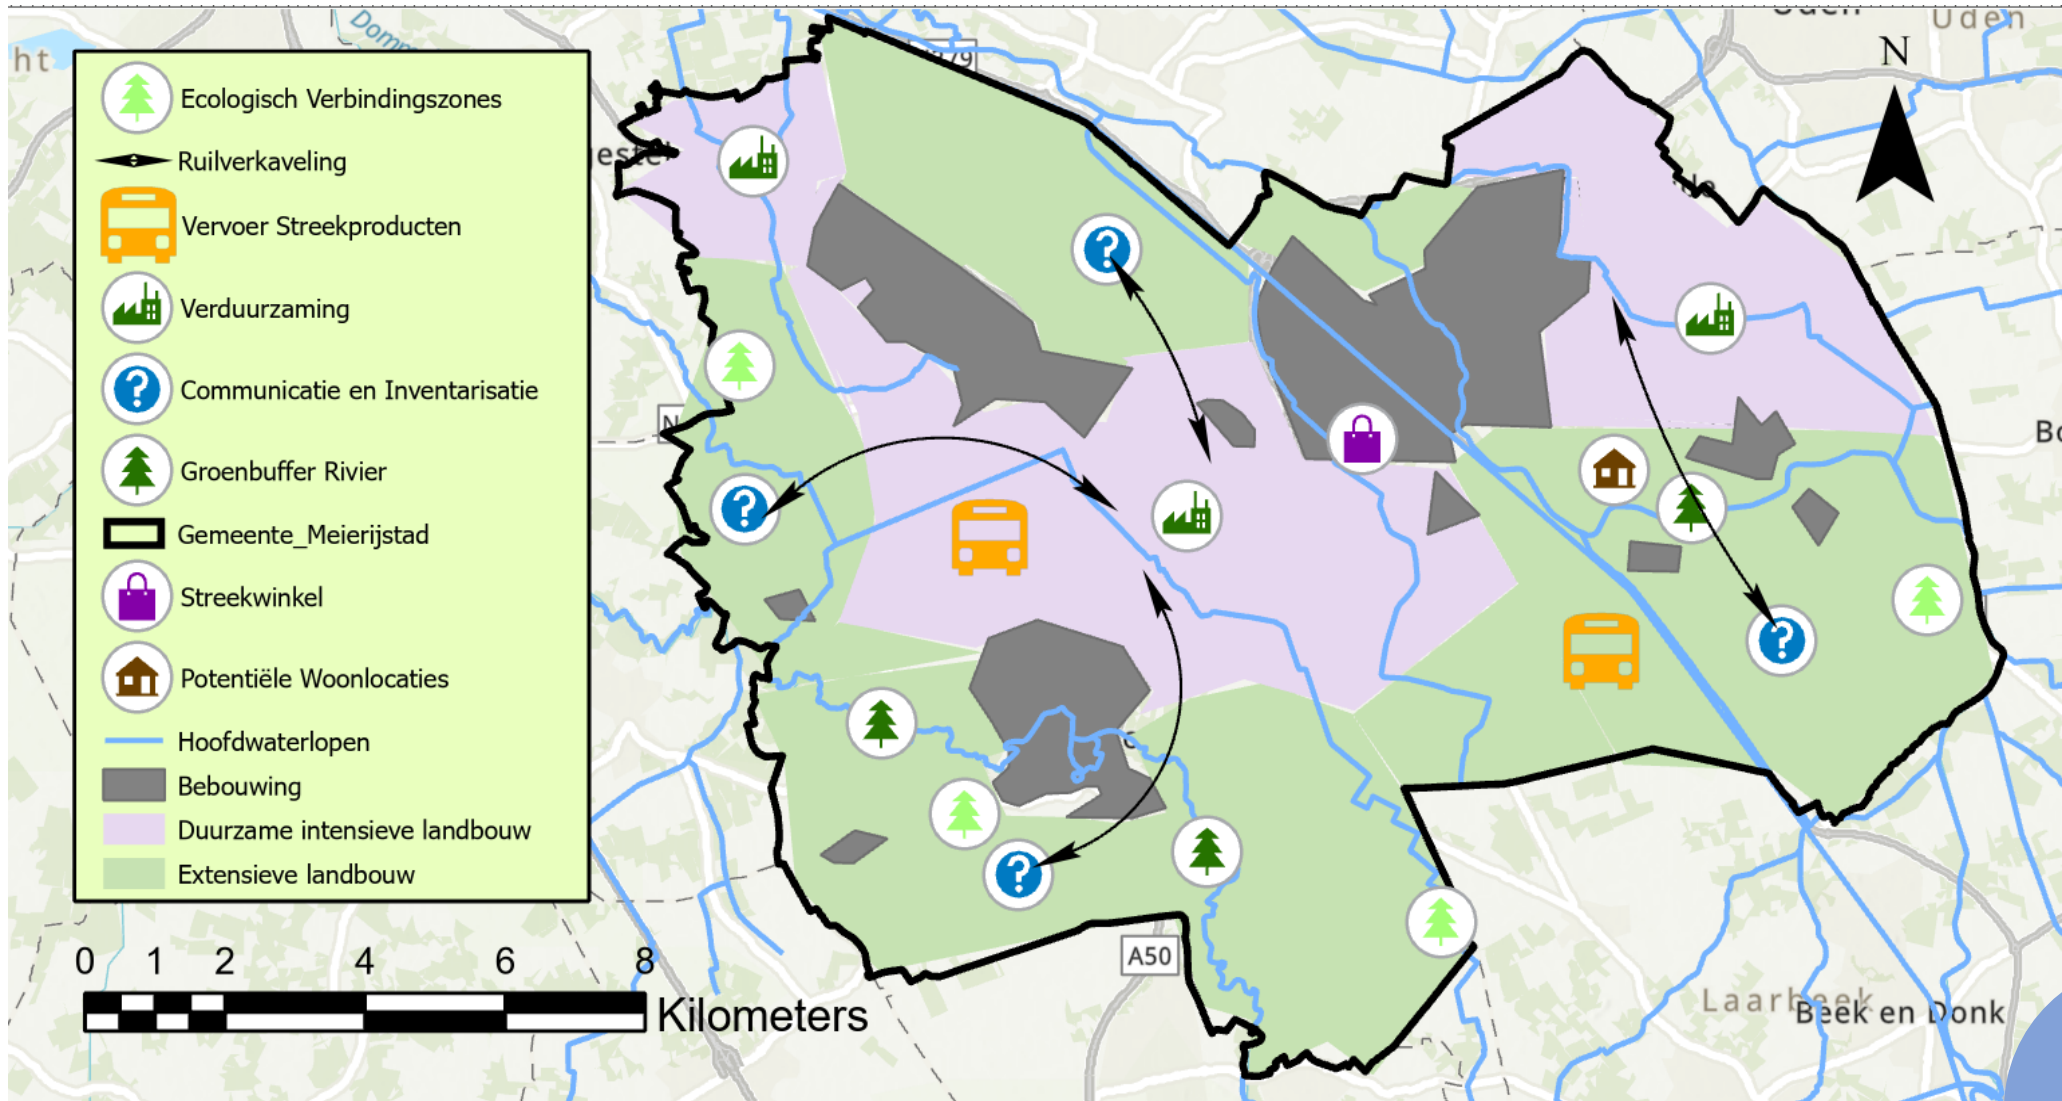 Uden
N
Ecologisch Verbindingszones
Ruilverkaveling
Vervoer Streekproducten
Verduurzaming
Communicatie en Inventarisatie
Groenbuffer Rivier
Gemeente_Meierijstad
Streekwinkel
Potentiële Woonlocaties
Hoofdwaterlopen
Bebouwing
Duurzame intensieve landbouw
Extensieve landbouw
0 1 2 4 6 8
Kilometers
A50
Laarbeek
Beek en Donk